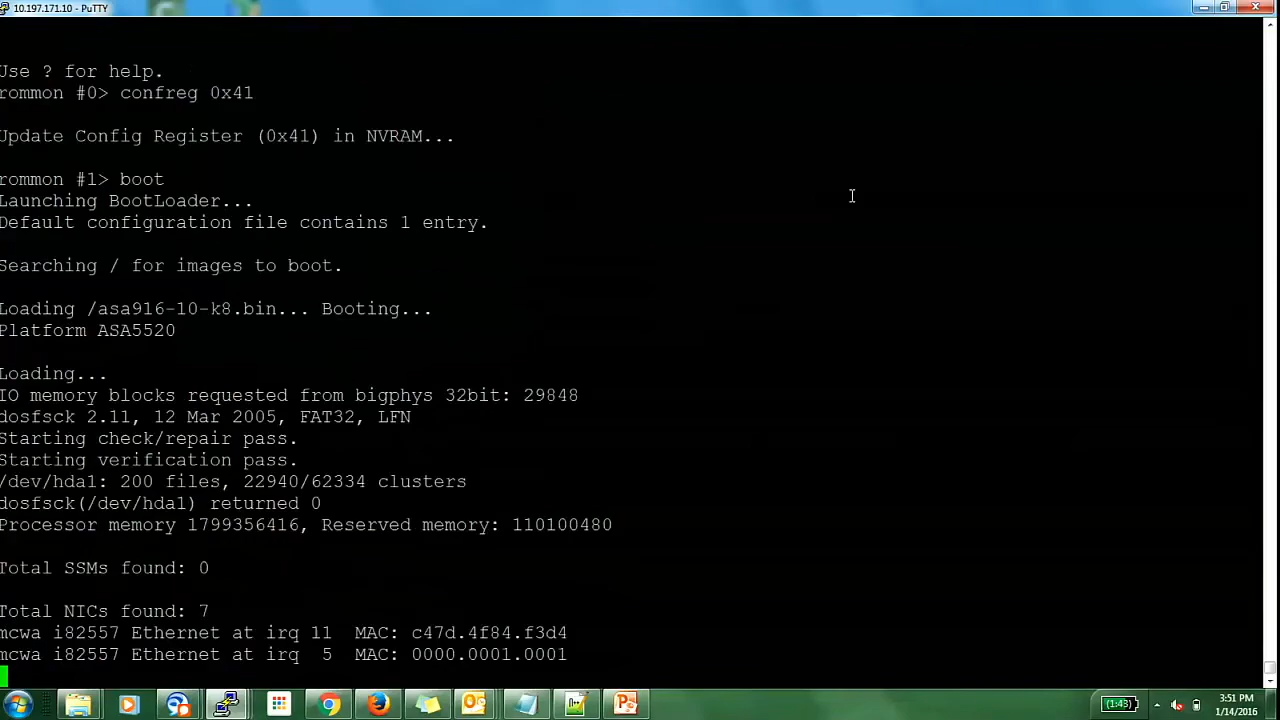 10.197.171.10 - PuTTY
Use ? for help.
rommon #0> confreg 0x41
Update Config Register (0x41) in NVRAM...
rommon #1> boot
Launching BootLoader...
Default configuration file contains 1 entry.
Searching / for images to boot.
Loading /asa916-10-k8.bin... Booting...
Platform ASA5520
Loading...
IO memory blocks requested from bigphys 32bit: 29848
dosfsck 2.11, 12 Mar 2005, FAT32, LFN
Starting check/repair pass.
Starting verification pass.
/dev/hda1: 200 files, 22940/62334 clusters
dosfsck(/dev/hda1) returned 0
Processor memory 1799356416, Reserved memory: 110100480
Total SSMs found: 0
Total NICs found: 7
mcwa i82557 Ethernet at irq 11  MAC: c47d.4f84.f3d4
mcwa i82557 Ethernet at irq  5  MAC: 0000.0001.0001
(1:43)
3:51 PM
1/14/2016